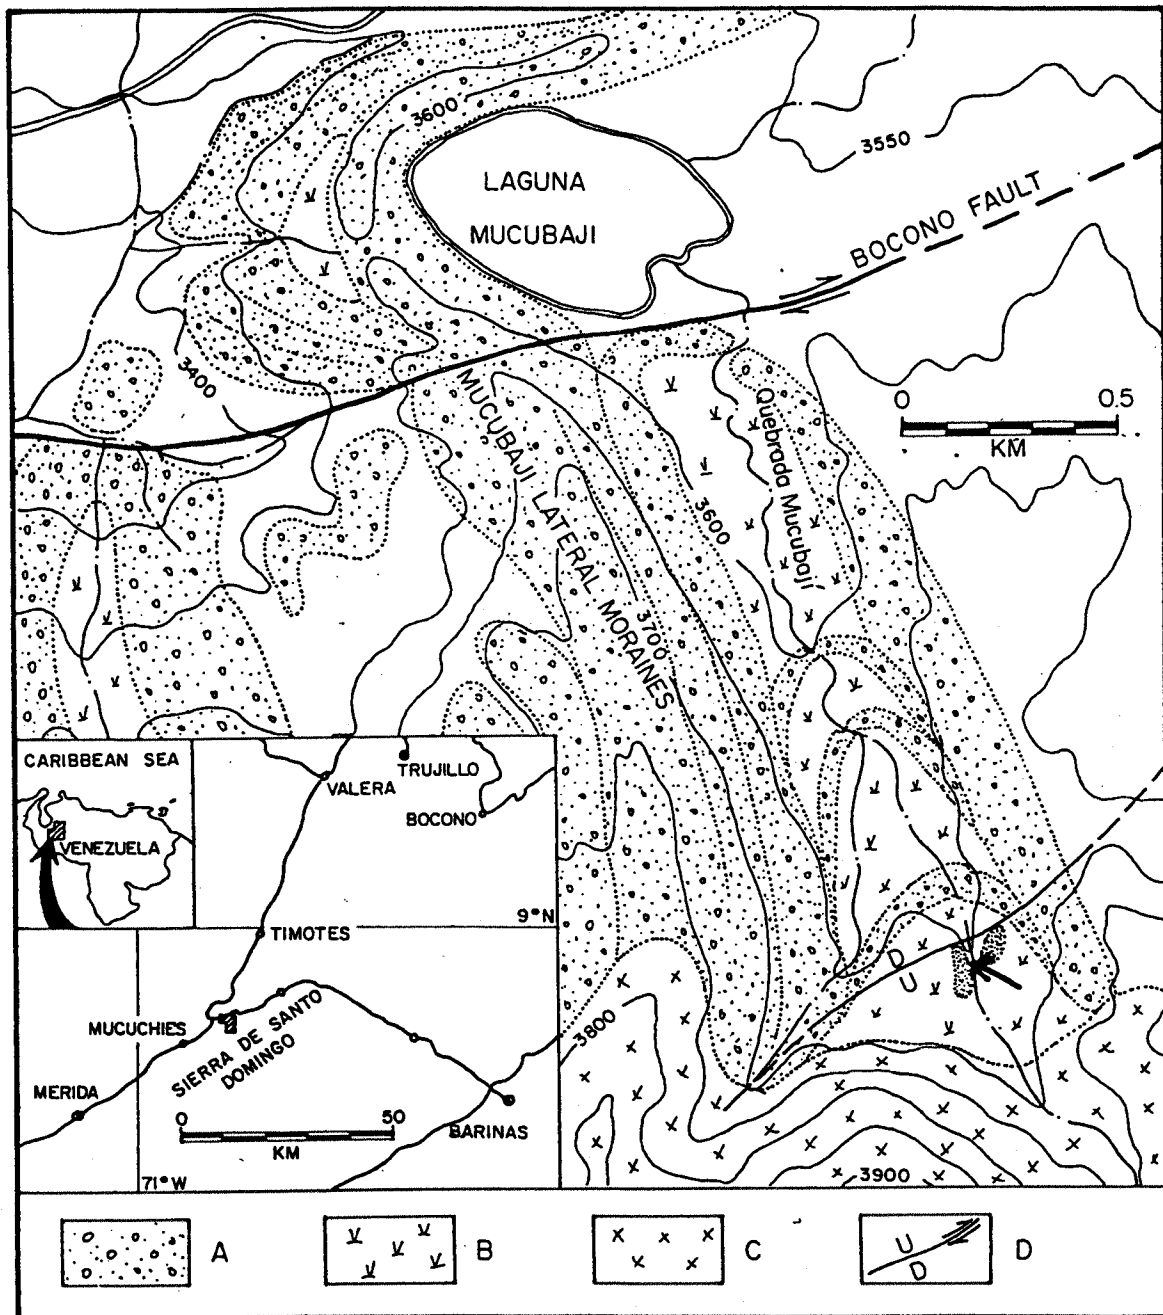 3600
LAGUNA
MUCUBAJI
3550
BOCONO FAULT
3400
0 0.5
KM
MUCUBAJI LATERAL MORAINES
Quebrada Mucubají
3600
3700
D
U
3800
3900
CARIBBEAN SEA
VENEZUELA
VALERA
TRUJILLO
BOCONO
9°N
TIMOTES
MUCUCHIES
SIERRA DE SANTO
DOMINGO
MERIDA
0 50
KM
BARINAS
71°W
A
B
C
U
D
D